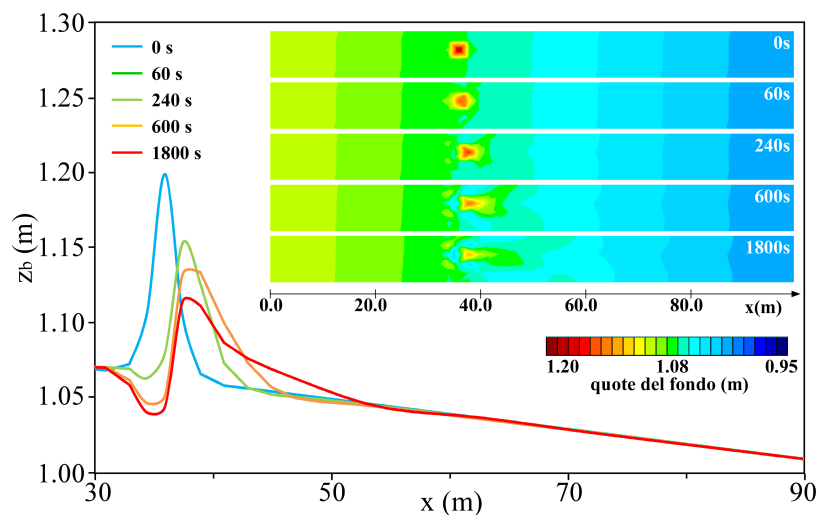 1.30
1.25
1.20
1.15
1.10
1.05
1.00
zb (m)
0 s
60 s
240 s
600 s
1800 s
0s
60s
240s
600s
1800s
0.0 20.0 40.0 60.0 80.0 x(m)
1.20 1.08 0.95
quote del fondo (m)
30 50 70 90
x (m)